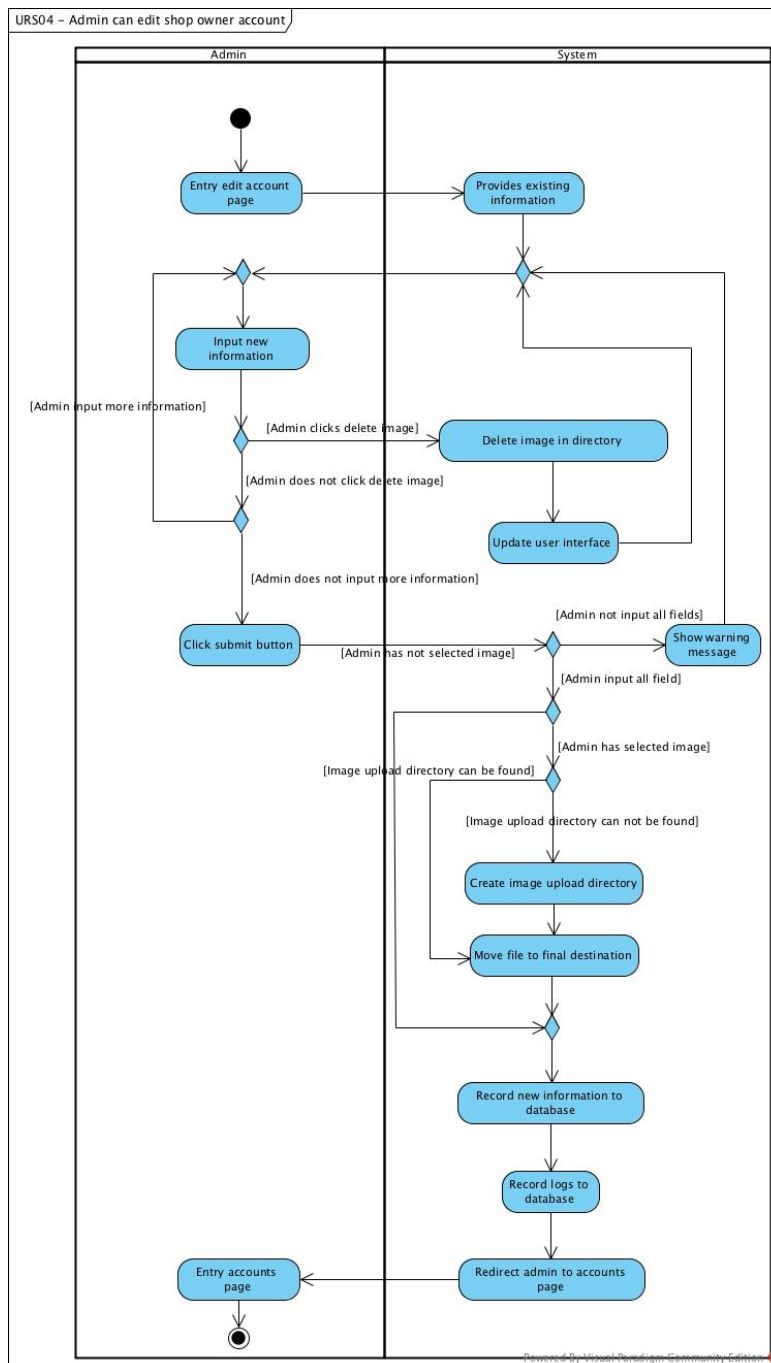 URS04 – Admin can edit shop owner account
Admin
System
Entry edit account
page
Provides existing
information
Input new
information
[Admin input more information]
[Admin clicks delete image]
Delete image in directory
[Admin does not click delete image]
Update user interface
[Admin does not input more information]
[Admin not input all fields]
Click submit button
[Admin has not selected image]
Show warning
message
[Admin input all field]
[Admin has selected image]
[Image upload directory can be found]
[Image upload directory can not be found]
Create image upload directory
Move file to final destination
Record new information to
database
Record logs to
database
Entry accounts
page
Redirect admin to accounts
page
Powered By Visual Paradigm Community Edition